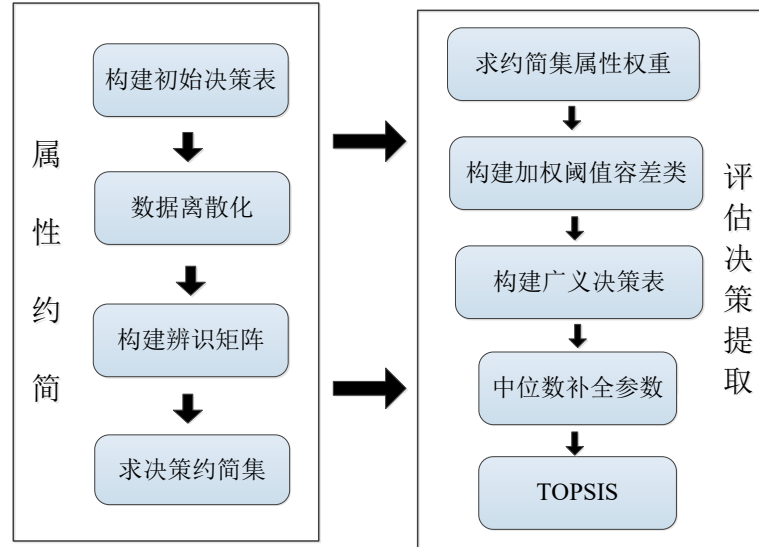 属性约简
构建初始决策表
数据离散化
构建辨识矩阵
求决策约简集
求约简集属性权重
构建加权阈值容差类
构建广义决策表
中位数补全参数
TOPSIS
评估决策提取